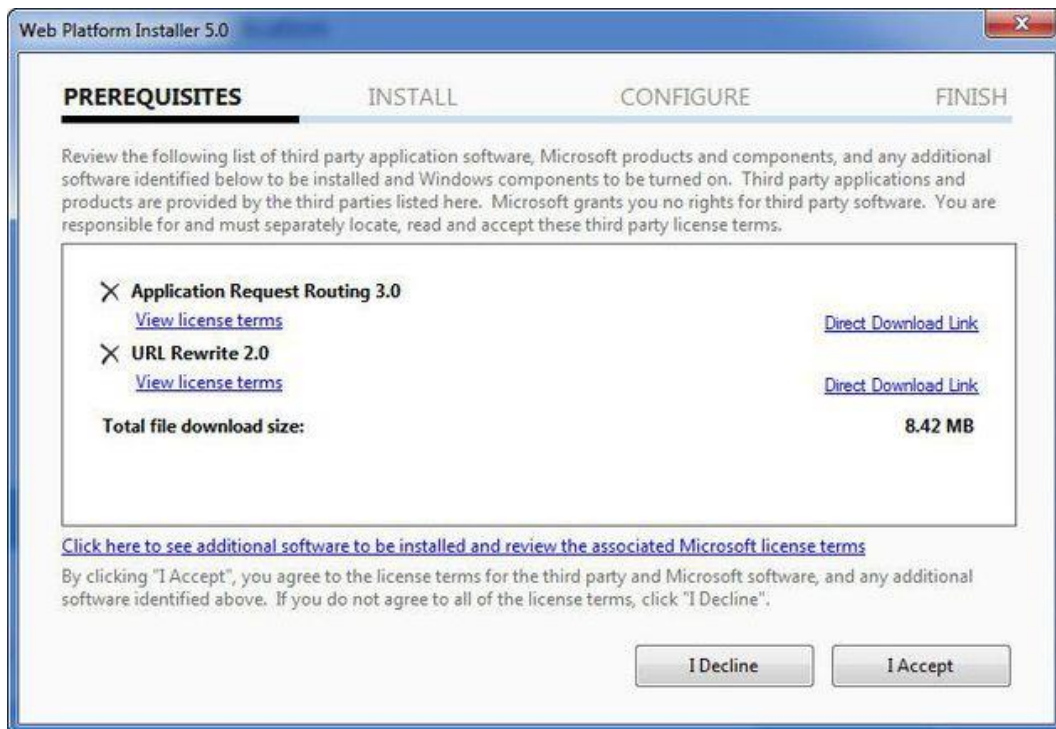 Web Platform Installer 5.0
PREREQUISITES INSTALL CONFIGURE FINISH
Review the following list of third party application software, Microsoft products and components, and any additional
software identified below to be installed and Windows components to be turned on. Third party applications and
products are provided by the third parties listed here. Microsoft grants you no rights for third party software. You are
responsible for and must separately locate, read and accept these third party license terms.
Application Request Routing 3.0
View license terms Direct Download Link
URL Rewrite 2.0
View license terms Direct Download Link
Total file download size: 8.42 MB
Click here to see additional software to be installed and review the associated Microsoft license terms
By clicking "I Accept", you agree to the license terms for the third party and Microsoft software, and any additional
software identified above. If you do not agree to all of the license terms, click "I Decline".
I Decline I Accept